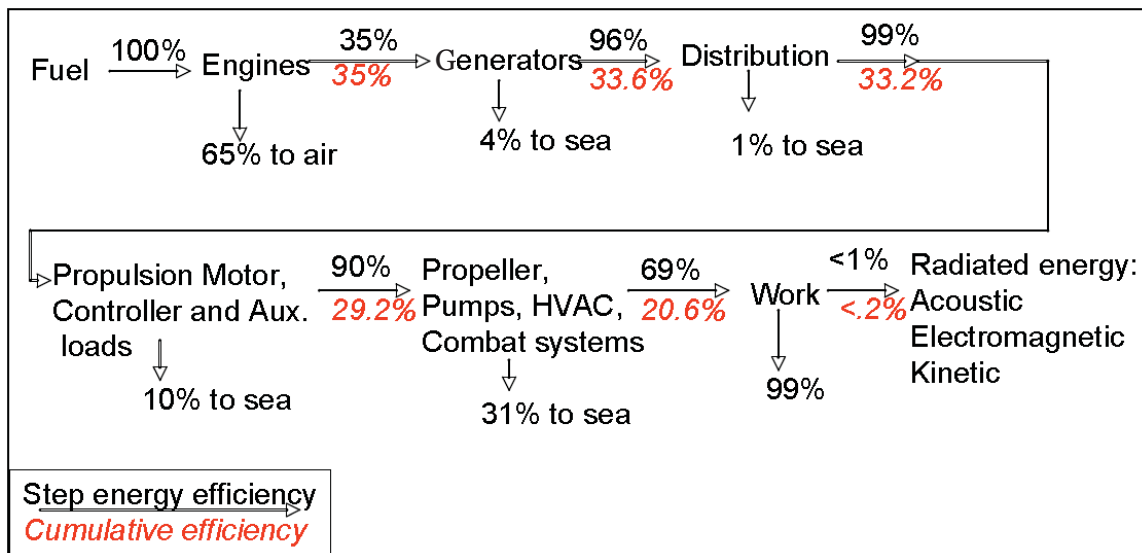 Fuel 100% Engines 35% Generators 96% Distribution 99%
35% 33.6% 33.2%
65% to air 4% to sea 1% to sea
Propulsion Motor, 90% Propeller, 69% Work <1% Radiated energy:
Controller and Aux. 29.2% Pumps, HVAC, 20.6% <.2% Acoustic
loads Combat systems Electromagnetic
Kinetic
10% to sea 31% to sea 99%
Step energy efficiency
Cumulative efficiency